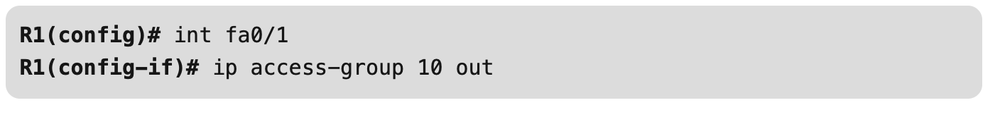 R1(config)# int fa0/1
R1(config-if)# ip access-group 10 out